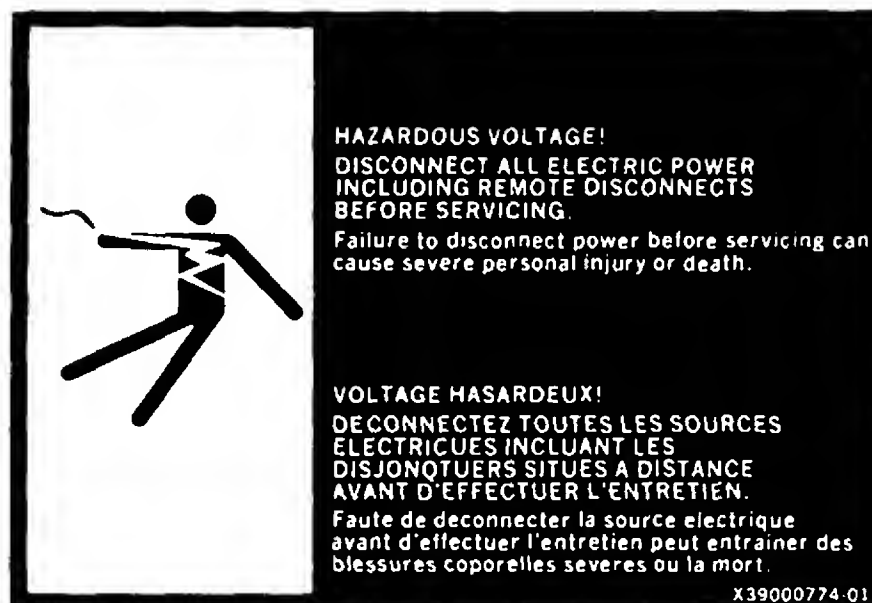 HAZARDOUS VOLTAGE!
DISCONNECT ALL ELECTRIC POWER
INCLUDING REMOTE DISCONNECTS
BEFORE SERVICING.
Failure to disconnect power before servicing can
cause severe personal injury or death.
VOLTAGE HASARDEUX!
DECONNECTEZ TOUTES LES SOURCES
ELECTRICUES INCLUANT LES
DISJONQTUERS SITUES A DISTANCE
AVANT D'EFFECTUER L'ENTRETIEN.
Faute de deconnecter la source electrique
avant d'effectuer l'entretien peut entrainer des
blessures coporelles severes ou la mort.
X39000774-01